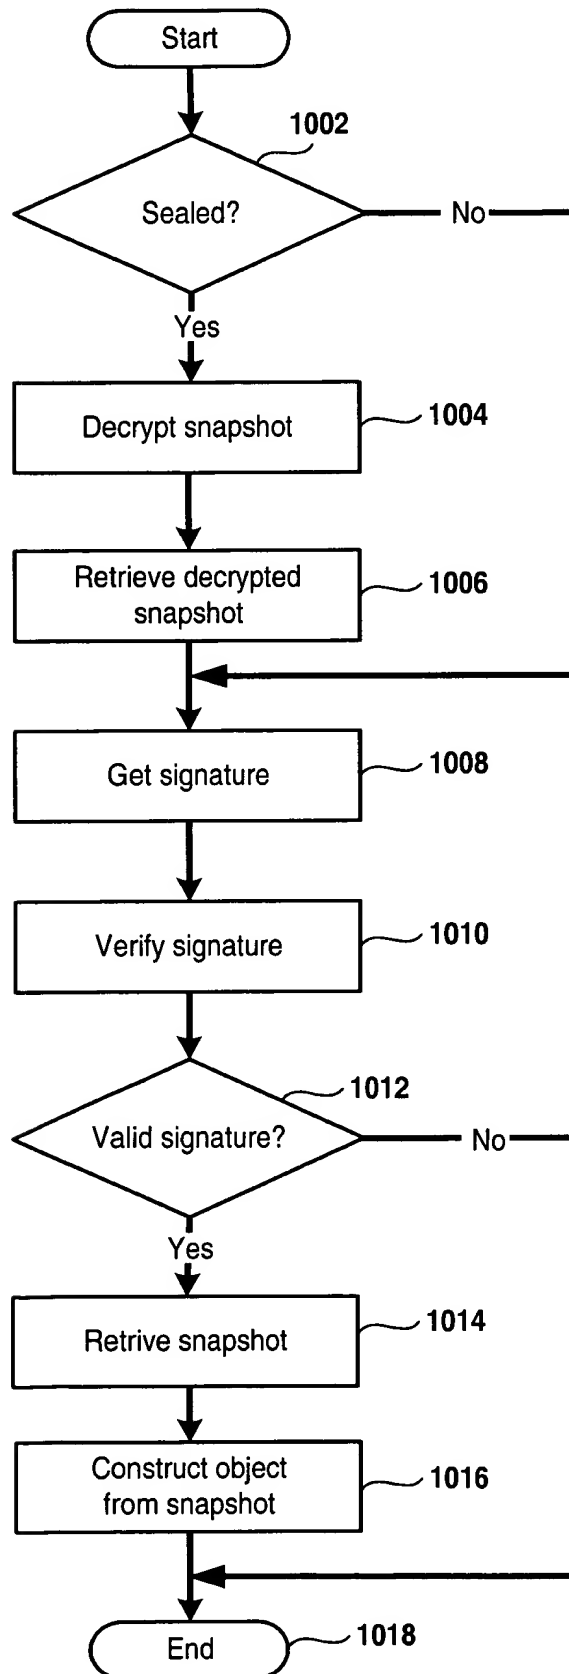 Start
1002
Sealed?
No
Yes
Decrypt snapshot
1004
Retrieve decrypted
snapshot
1006
Get signature
1008
Verify signature
1010
1012
Valid signature?
No
Yes
Retrive snapshot
1014
Construct object
from snapshot
1016
End
1018